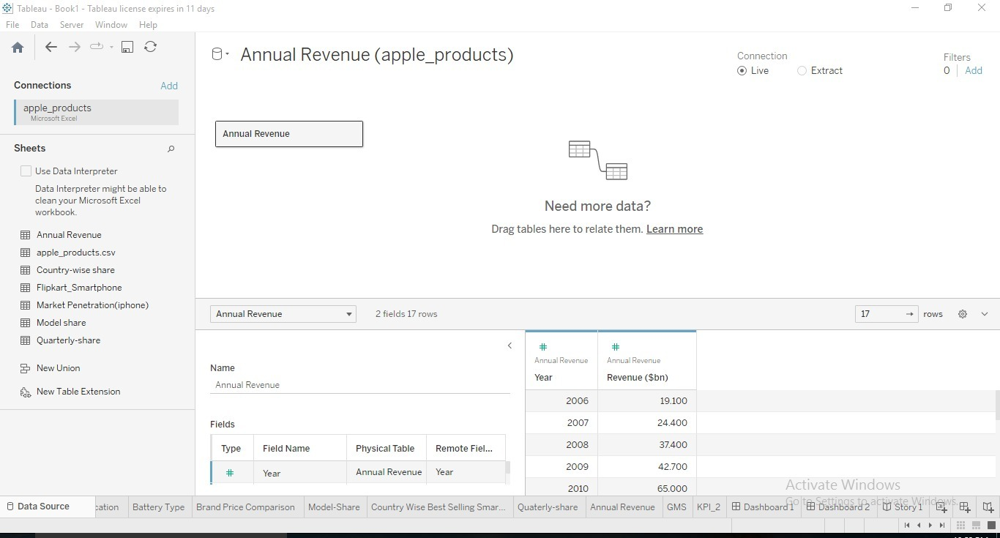 Tableau - Book1 - Tableau license expires in 11 days
File Data Server Window Help
Connections Add
apple_products
Microsoft Excel
Sheets
Use Data Interpreter
Data Interpreter might be able to
clean your Microsoft Excel
workbook.
Annual Revenue
apple_products.csv
Country-wise share
Flipkart_Smartphone
Market Penetration(iphone)
Model share
Quarterly-share
New Union
New Table Extension
Annual Revenue (apple_products)
Connection
Live Extract
Filters
0 Add
Annual Revenue
Need more data?
Drag tables here to relate them. Learn more
Annual Revenue 2 fields 17 rows 17 rows
Name
Annual Revenue
Fields
Type Field Name Physical Table Remote Fiel...
# Year Annual Revenue Year
# #
Annual Revenue Annual Revenue
Year Revenue ($bn)
2006 19.100
2007 24.400
2008 37.400
2009 42.700
2010 65.000
Activate Windows
Go to Settings to activate Windows.
Data Source cation Battery Type Brand Price Comparison Model-Share Country Wise Best Selling Smar... Quaterly-share Annual Revenue GMS KPI_2 Dashboard 1 Dashboard 2 Story 1